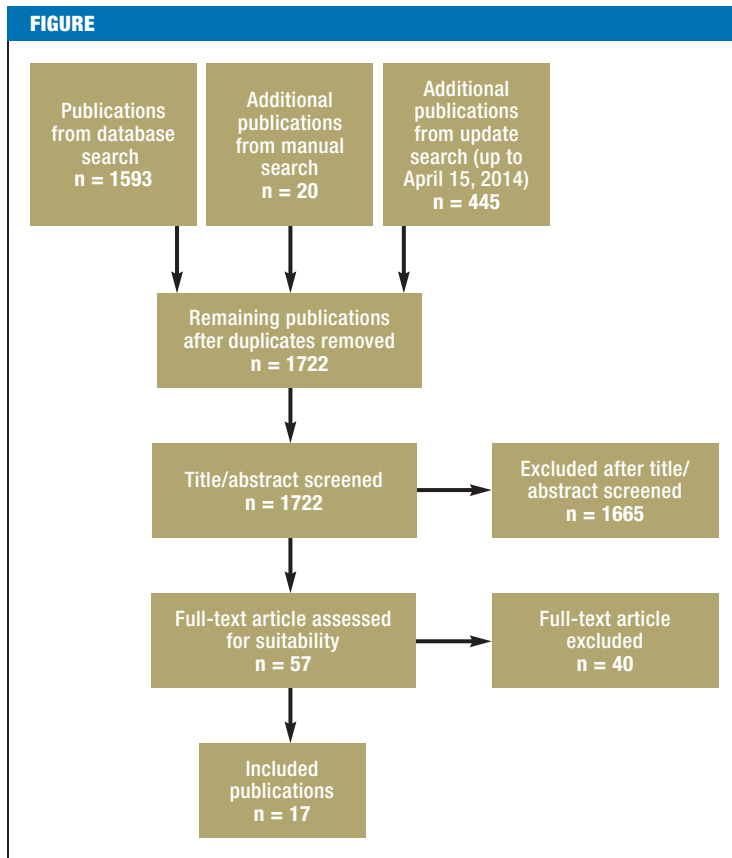 FIGURE
Publications
from database
search
n = 1593
Additional
publications
from manual
search
n = 20
Additional
publications
from update
search (up to
April 15, 2014)
n = 445
Remaining publications
after duplicates removed
n = 1722
Title/abstract screened
n = 1722
Excluded after title/
abstract screened
n = 1665
Full-text article assessed
for suitability
n = 57
Full-text article
excluded
n = 40
Included
publications
n = 17